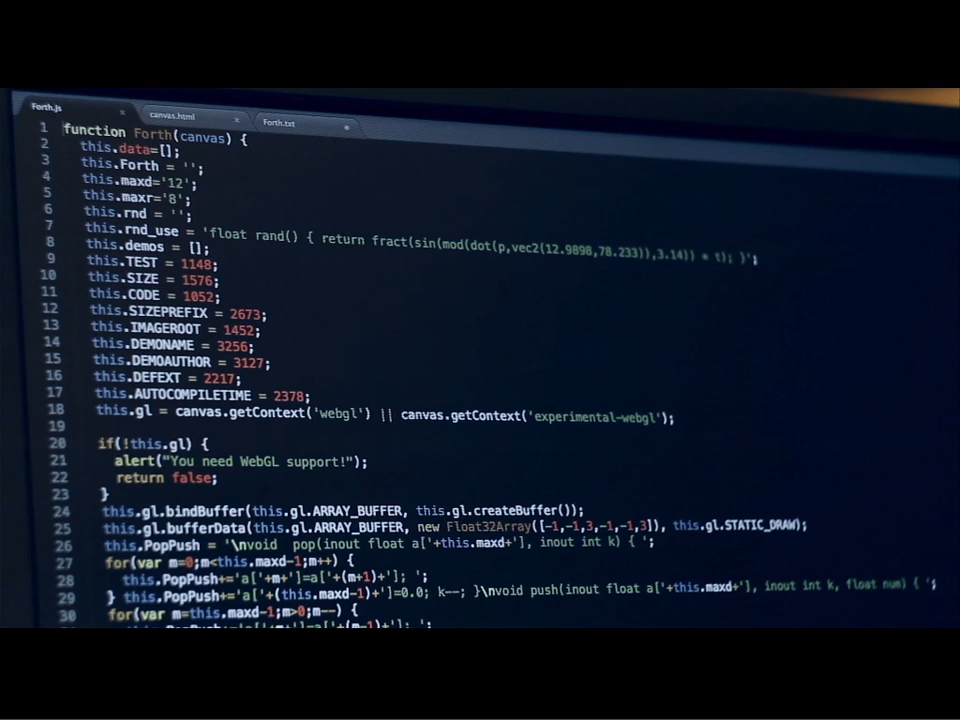 Forth.js
canvas.html
Forth.txt
1 function Forth(canvas) {
2 this.data=[];
3 this.Forth = '';
4 this.maxd='12';
5 this.maxr='8';
6 this.rnd = '';
7 this.rnd_use = 'float rand() { return fract(sin(mod(dot(p,vec2(12.9898,78.233)),3.14)) * t); }';
8 this.demos = [];
9 this.TEST = 1148;
10 this.SIZE = 1576;
11 this.CODE = 1052;
12 this.SIZEPREFIX = 2673;
13 this.IMAGEROOT = 1452;
14 this.DEMONAME = 3256;
15 this.DEMOAUTHOR = 3127;
16 this.DEFEXT = 2217;
17 this.AUTOCOMPILETIME = 2378;
18 this.gl = canvas.getContext('webgl') || canvas.getContext('experimental-webgl');
19
20 if(!this.gl) {
21 alert("You need WebGL support!");
22 return false;
23 }
24 this.gl.bindBuffer(this.gl.ARRAY_BUFFER, this.gl.createBuffer());
25 this.gl.bufferData(this.gl.ARRAY_BUFFER, new Float32Array([-1,-1,3,-1,-1,3]), this.gl.STATIC_DRAW);
26 this.PopPush = '\nvoid pop(inout float a['+this.maxd+'], inout int k) { ';
27 for(var m=0;m<this.maxd-1;m++) {
28 this.PopPush+='a['+m+']=a['+(m+1)+']; ';
29 } this.PopPush+='a['+(this.maxd-1)+']=0.0; k--; }\nvoid push(inout float a['+this.maxd+'], inout int k, float num) { ';
30 for(var m=this.maxd-1;m>0;m--) {
this.PopPush+='a['+m+']=a['+(m-1)+']; ';